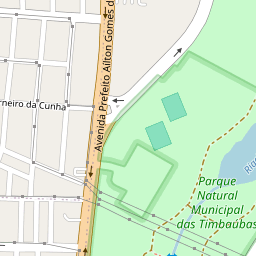 Avenida Prefeito Ailton Gomes d
rneiro da Cunha
Parque
Natural
Municipal
das Timbaúbas
Ria